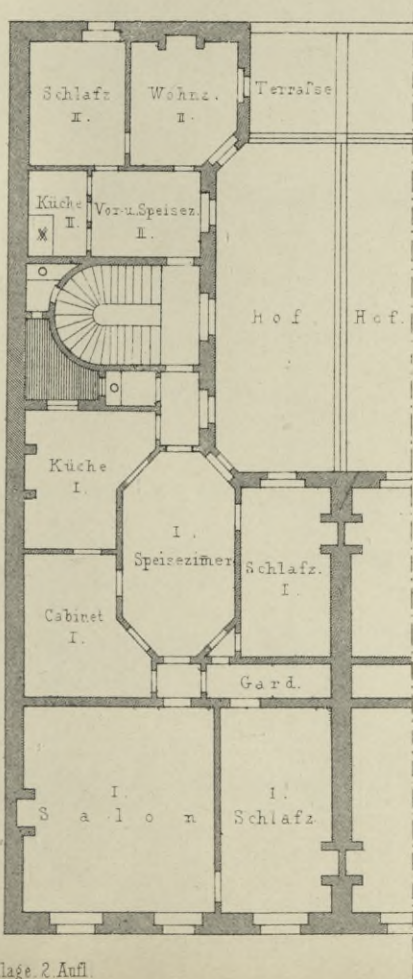 Schlafz
II.
Wohnz.
II.
Terraſse
Küche
II.
Vor-u.Speisez.
II.
Hof.
Hof.
Küche
I.
I.
Speisezimer
Schlafz.
I.
Cabinet
I.
Gard.
I.
Salon
I.
Schlafz
lage. 2. Aufl.